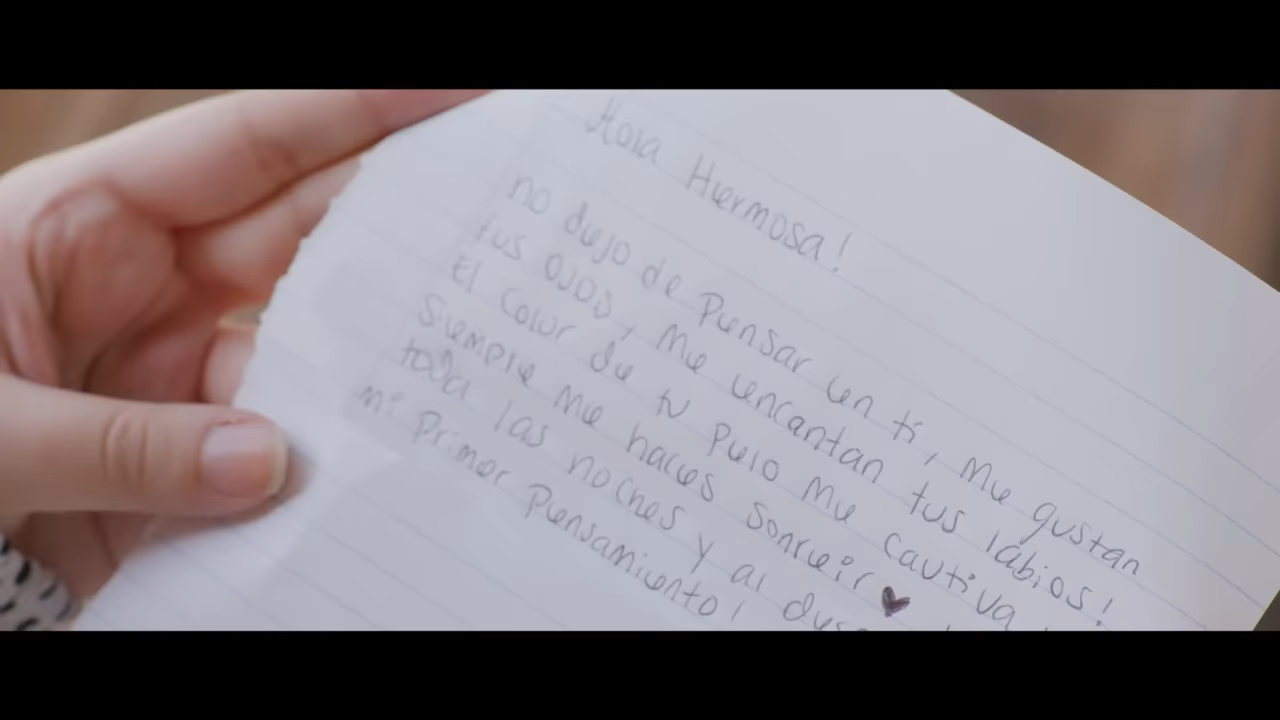 Hola Hermosa!
no dejo de Pensar en ti, Me gustan
tus OJOS, Me encantan tus labios!
El color de tu Pelo Me cautiva
Siempre Me haces Sonreir ♥
toda las noches y al
mi Primer Pensamiento!